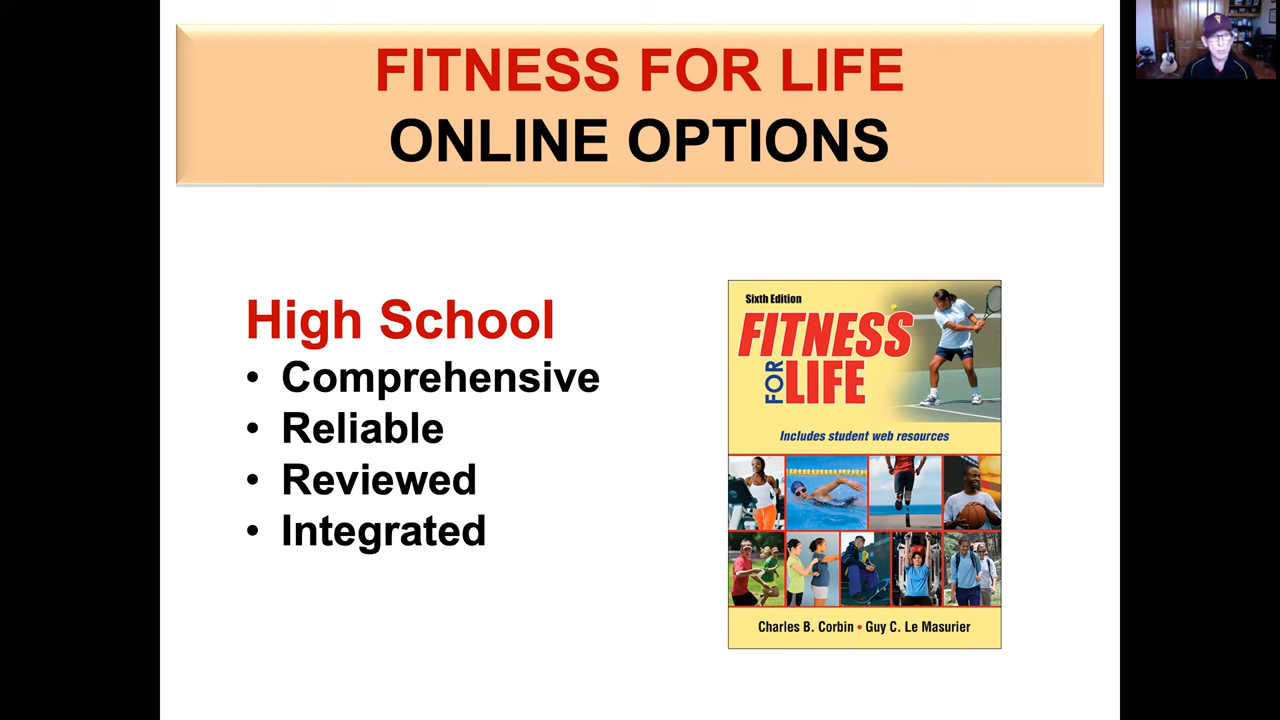 FITNESS FOR LIFE
ONLINE OPTIONS
High School
• Comprehensive
• Reliable
• Reviewed
• Integrated
Sixth Edition
FITNESS
FOR LIFE
Includes student web resources
Charles B. Corbin • Guy C. Le Masurier